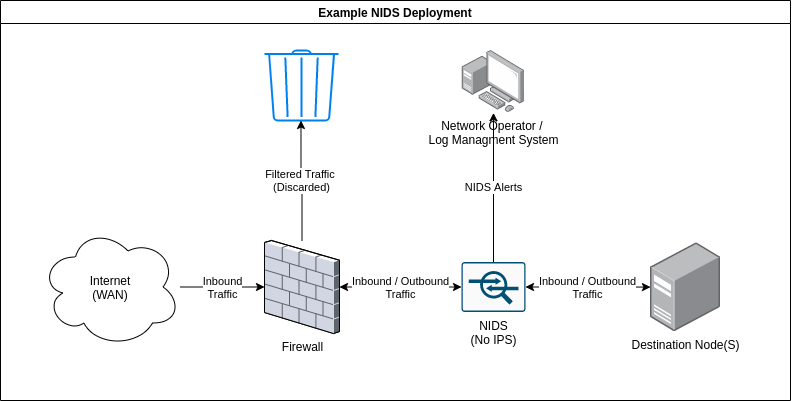 Example NIDS Deployment
Network Operator /
Log Managment System
Filtered Traffic
(Discarded)
NIDS Alerts
Internet
(WAN)
Inbound
Traffic
Inbound / Outbound
Traffic
Inbound / Outbound
Traffic
Firewall
NIDS
(No IPS)
Destination Node(S)